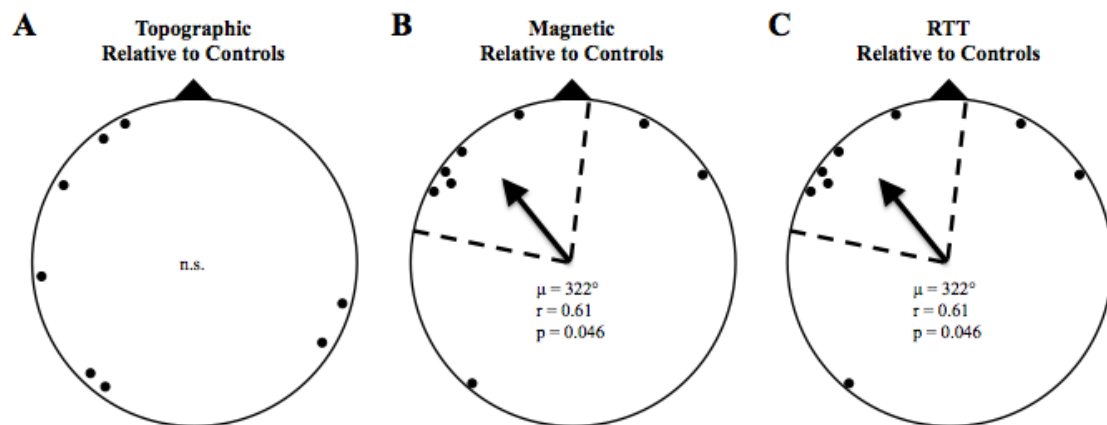 A
Topographic
Relative to Controls
n.s.
B
Magnetic
Relative to Controls
μ = 322°
r = 0.61
p = 0.046
C
RTT
Relative to Controls
μ = 322°
r = 0.61
p = 0.046